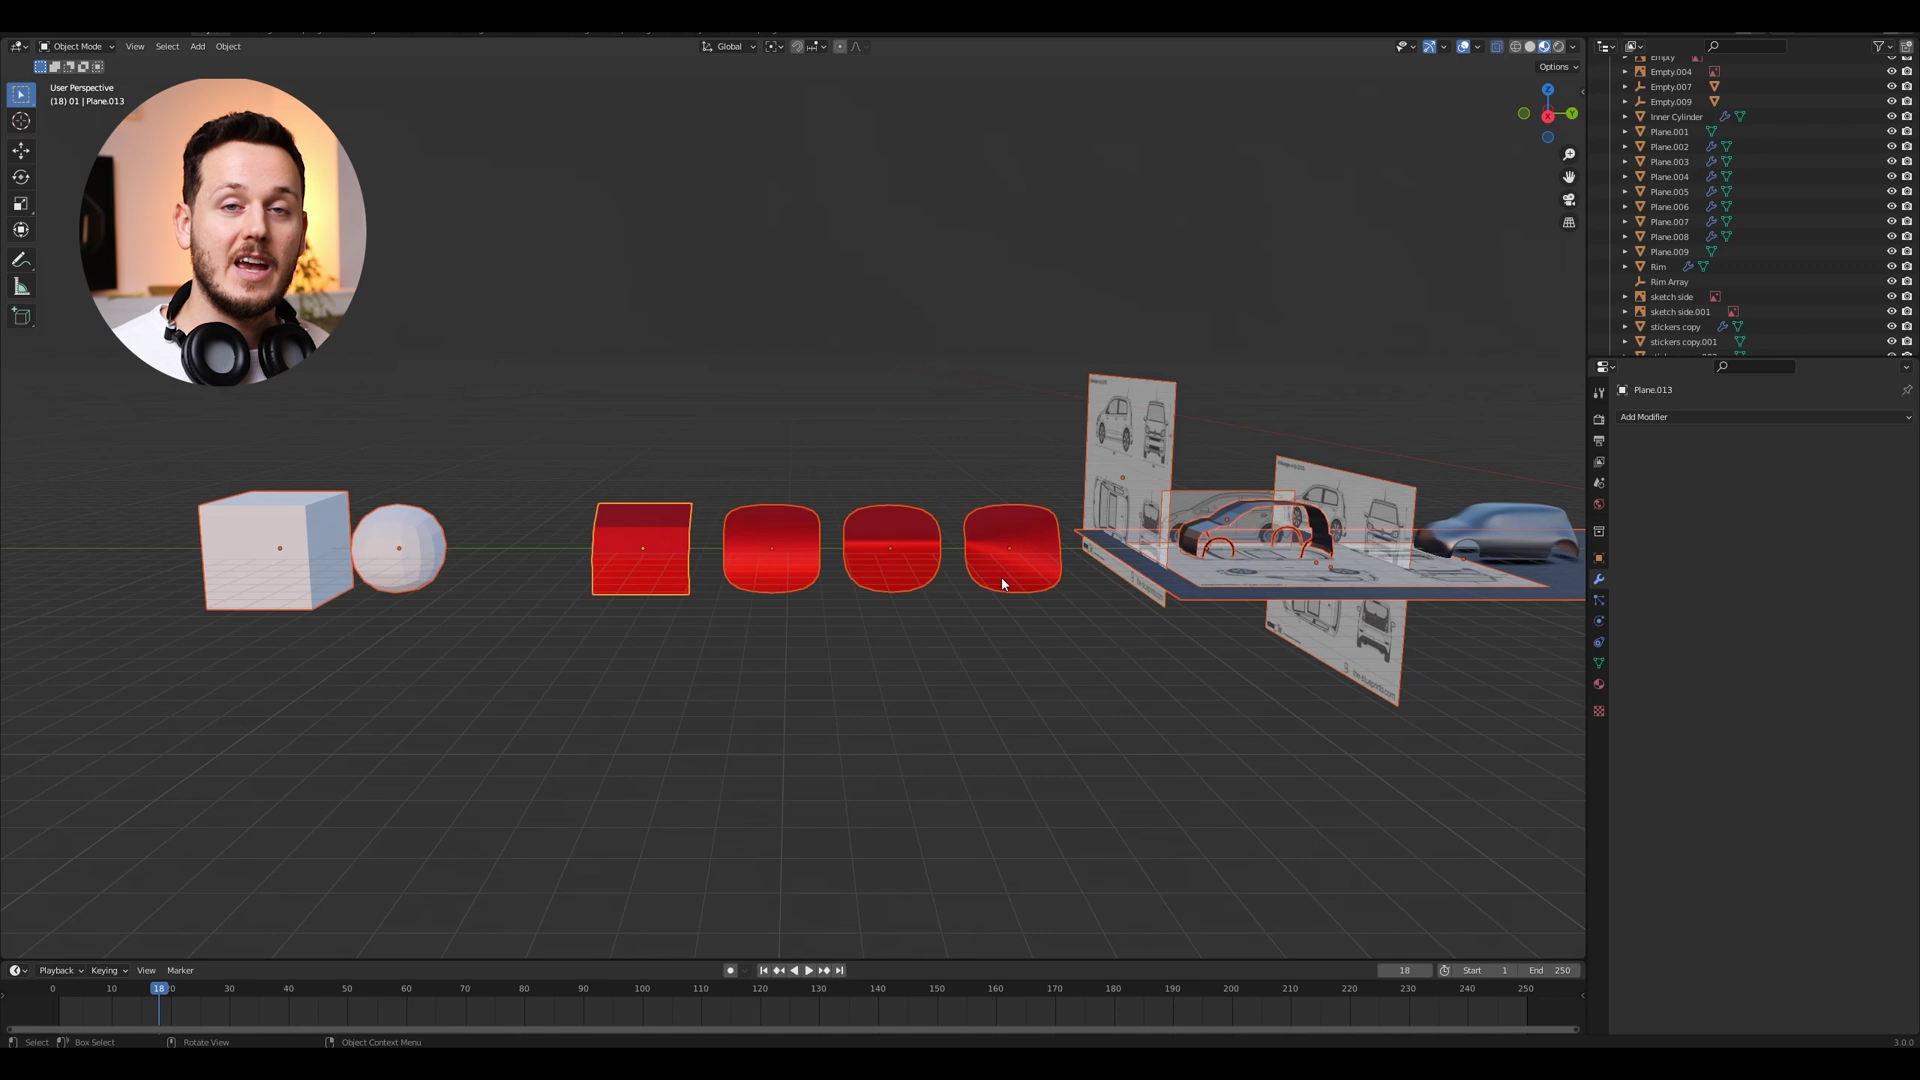 Object Mode View Select Add Object Global
Options
User Perspective
(18) 01 | Plane.013
Z
Y
X
Empty
Empty.004
Empty.007
Empty.009
Inner Cylinder
Plane.001
Plane.002
Plane.003
Plane.004
Plane.005
Plane.006
Plane.007
Plane.008
Plane.009
Rim
Rim Array
sketch side
sketch side.001
stickers copy
stickers copy.001
Plane.013
Add Modifier
the-blueprints.com
Playback Keying View Marker 18 Start 1 End 250
0 10 18 20 30 40 50 60 70 80 90 100 110 120 130 140 150 160 170 180 190 200 210 220 230 240 250
Select Box Select Rotate View Object Context Menu 3.0.0